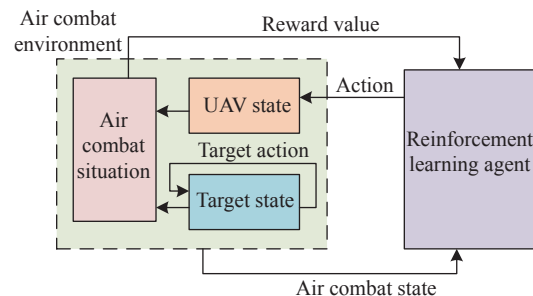 Air combat
environment
Reward value
UAV state
Action
Air
combat
situation
Target action
Target state
Reinforcement
learning agent
Air combat state